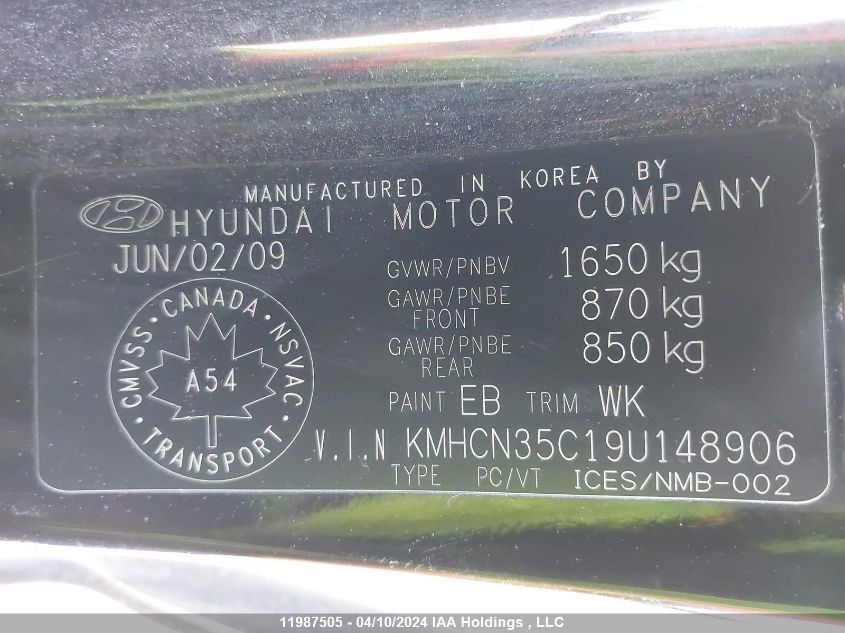 MANUFACTURED IN KOREA BY
HYUNDAI MOTOR COMPANY
JUN/02/09
GVWR/PNBV 1650 kg
GAWR/PNBE FRONT 870 kg
GAWR/PNBE REAR 850 kg
CANADA · NSVAC · TRANSPORT · CMVSS ·
A54
PAINT EB TRIM WK
V.I.N KMHCN35C19U148906
TYPE PC/VT ICES/NMB-002
11987505 - 04/10/2024 IAA Holdings , LLC